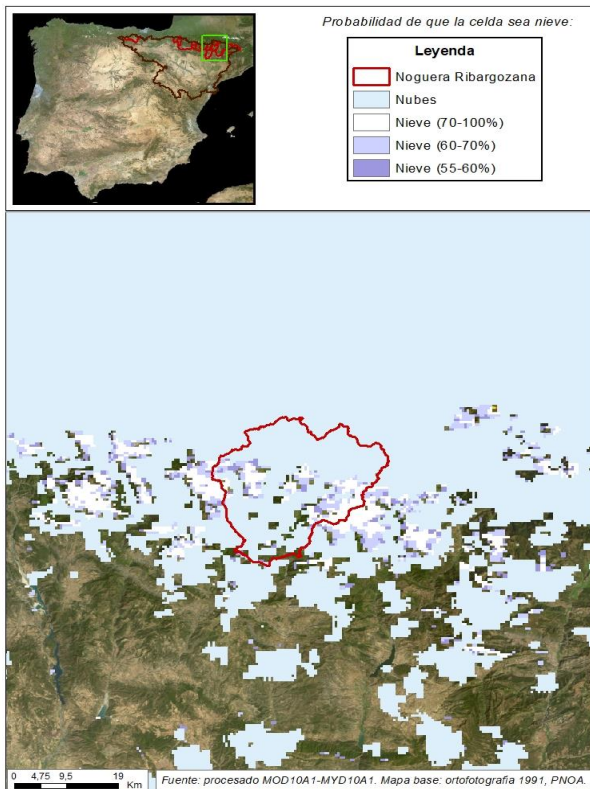 Probabilidad de que la celda sea nieve:
Leyenda
Noguera Ribargozana
Nubes
Nieve (70-100%)
Nieve (60-70%)
Nieve (55-60%)
0 4,75 9,5 19
Km
Fuente: procesado MOD10A1-MYD10A1. Mapa base: ortofotografia 1991, PNOA.